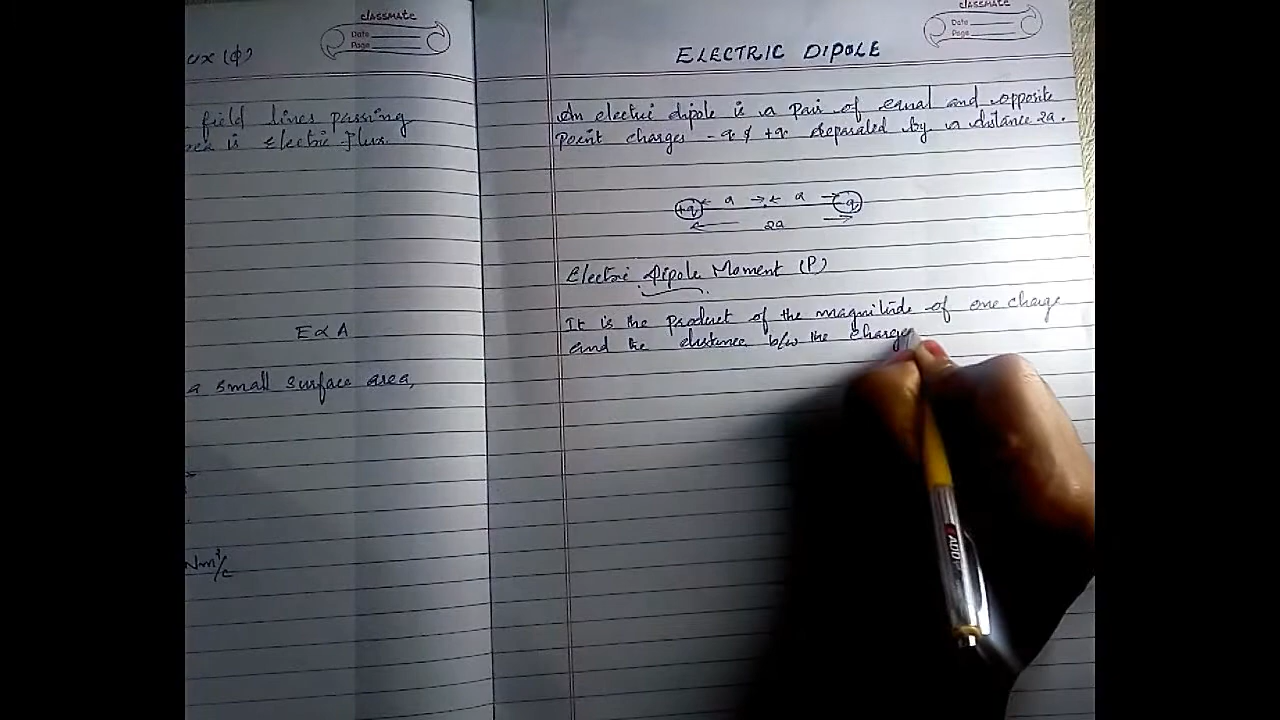 classmate
Date
Page
ux (ϕ)
field lines passing
rea is electric flux.
E α A
a small surface area,
Nm²/c
classmate
Date
Page
ELECTRIC DIPOLE
An electric dipole is a pair of equal and opposite
point charges -q & +q separated by a distance 2a.
+q a a -q
2a
Electric Dipole Moment (P)
It is the product of the magnitude of one charge
and the distance b/w the charges
ADD